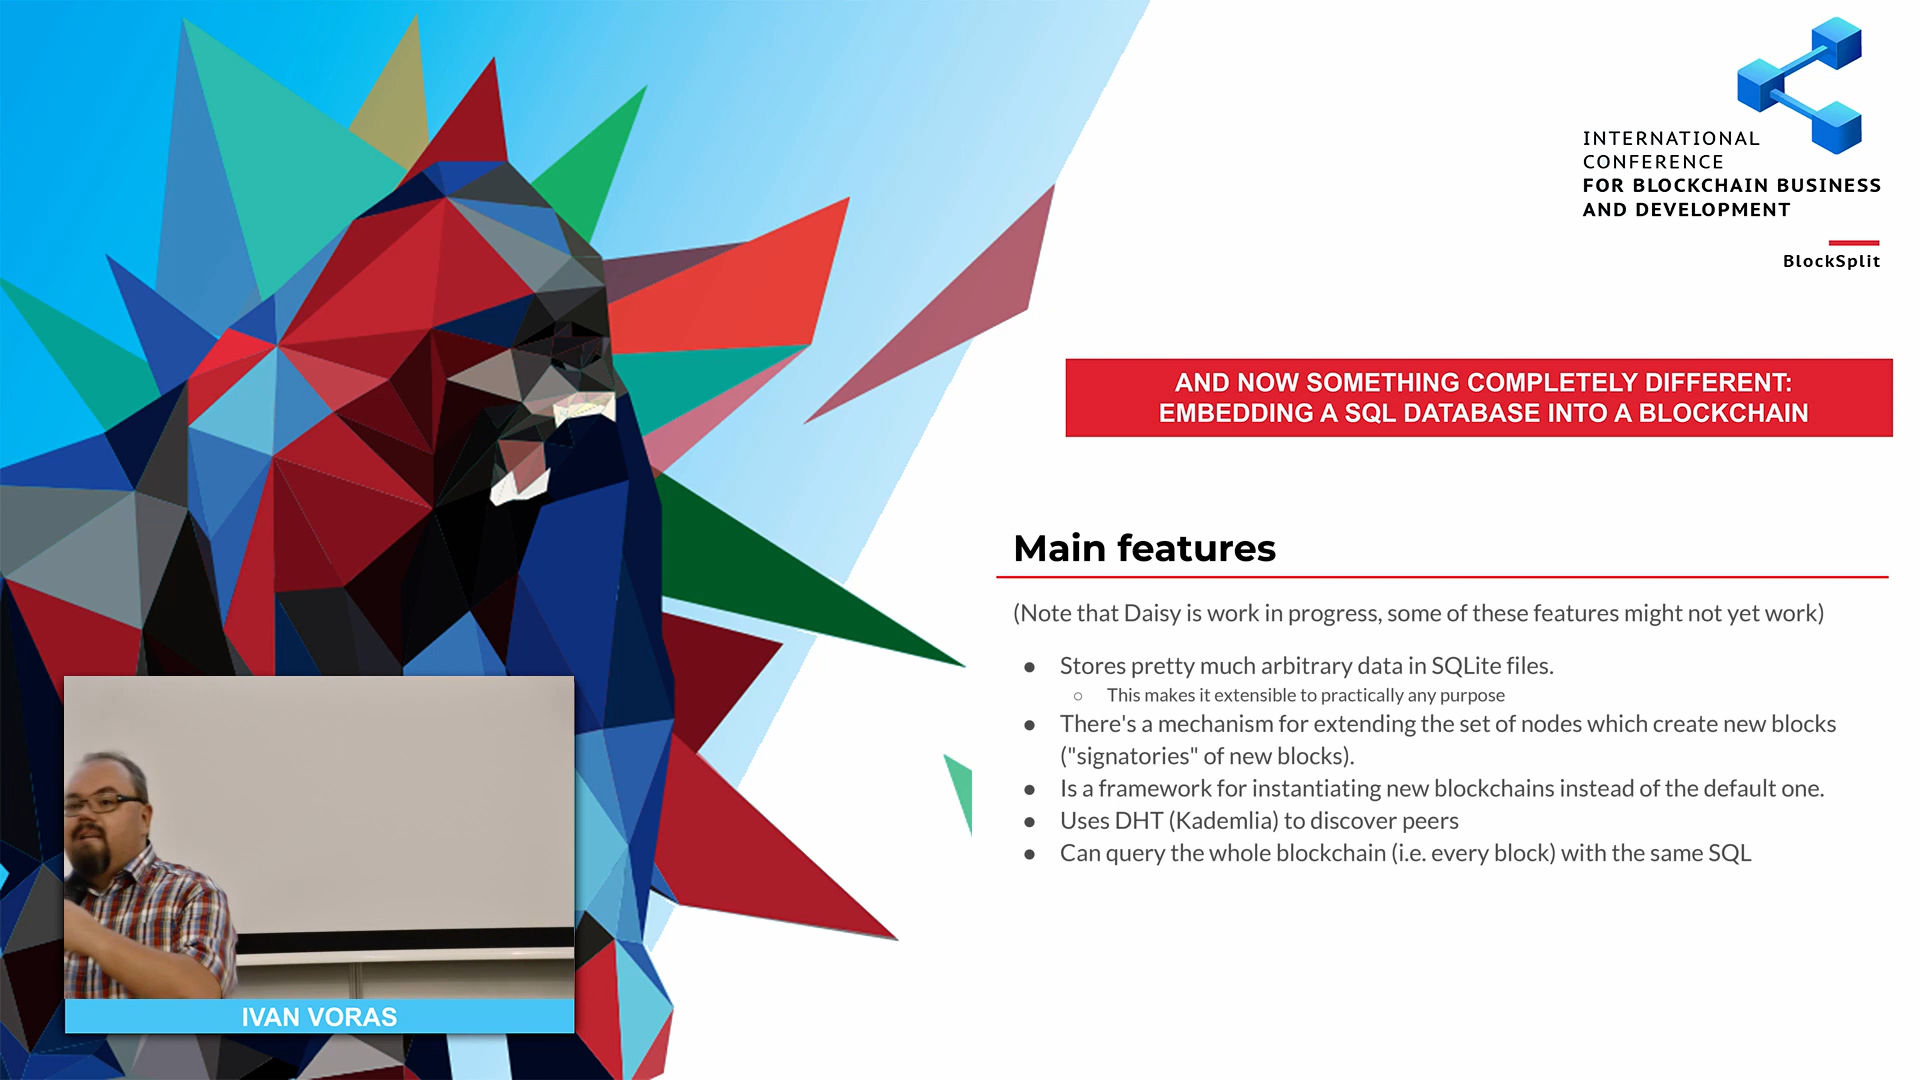 INTERNATIONAL
CONFERENCE
FOR BLOCKCHAIN BUSINESS
AND DEVELOPMENT
BlockSplit
AND NOW SOMETHING COMPLETELY DIFFERENT:
EMBEDDING A SQL DATABASE INTO A BLOCKCHAIN
Main features
(Note that Daisy is work in progress, some of these features might not yet work)
● Stores pretty much arbitrary data in SQLite files.
○ This makes it extensible to practically any purpose
● There's a mechanism for extending the set of nodes which create new blocks
("signatories" of new blocks).
● Is a framework for instantiating new blockchains instead of the default one.
● Uses DHT (Kademlia) to discover peers
● Can query the whole blockchain (i.e. every block) with the same SQL
IVAN VORAS